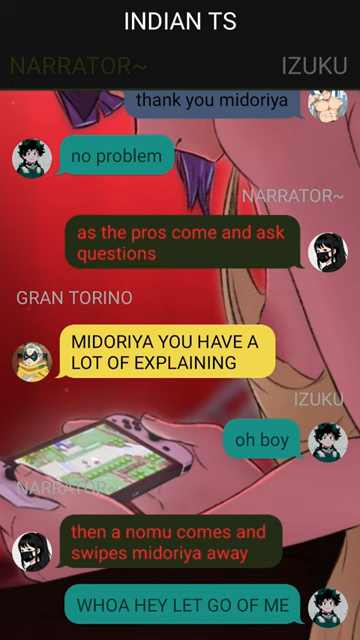 INDIAN TS
NARRATOR~
IZUKU
thank you midoriya
no problem
NARRATOR~
as the pros come and ask
questions
GRAN TORINO
MIDORIYA YOU HAVE A
LOT OF EXPLAINING
IZUKU
oh boy
NARRATOR~
then a nomu comes and
swipes midoriya away
WHOA HEY LET GO OF ME